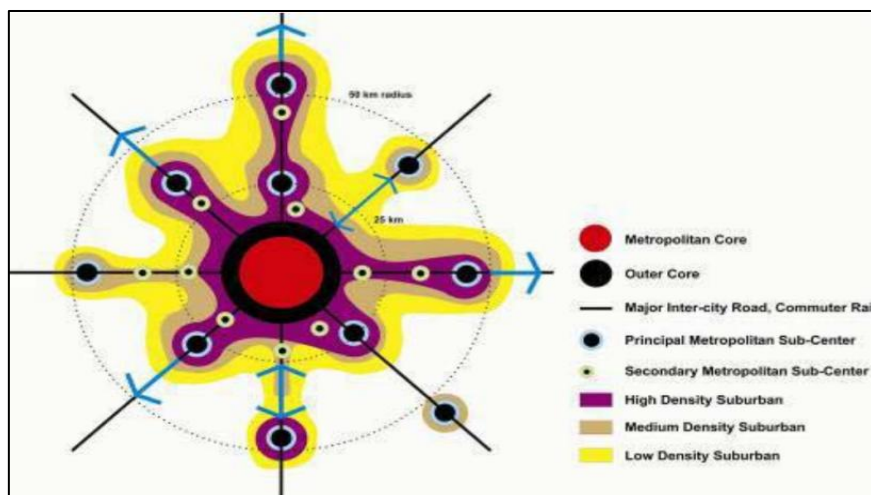 50 km radius
25 km
Metropolitan Core
Outer Core
Major Inter-city Road, Commuter Rai
Principal Metropolitan Sub-Center
Secondary Metropolitan Sub-Center
High Density Suburban
Medium Density Suburban
Low Density Suburban